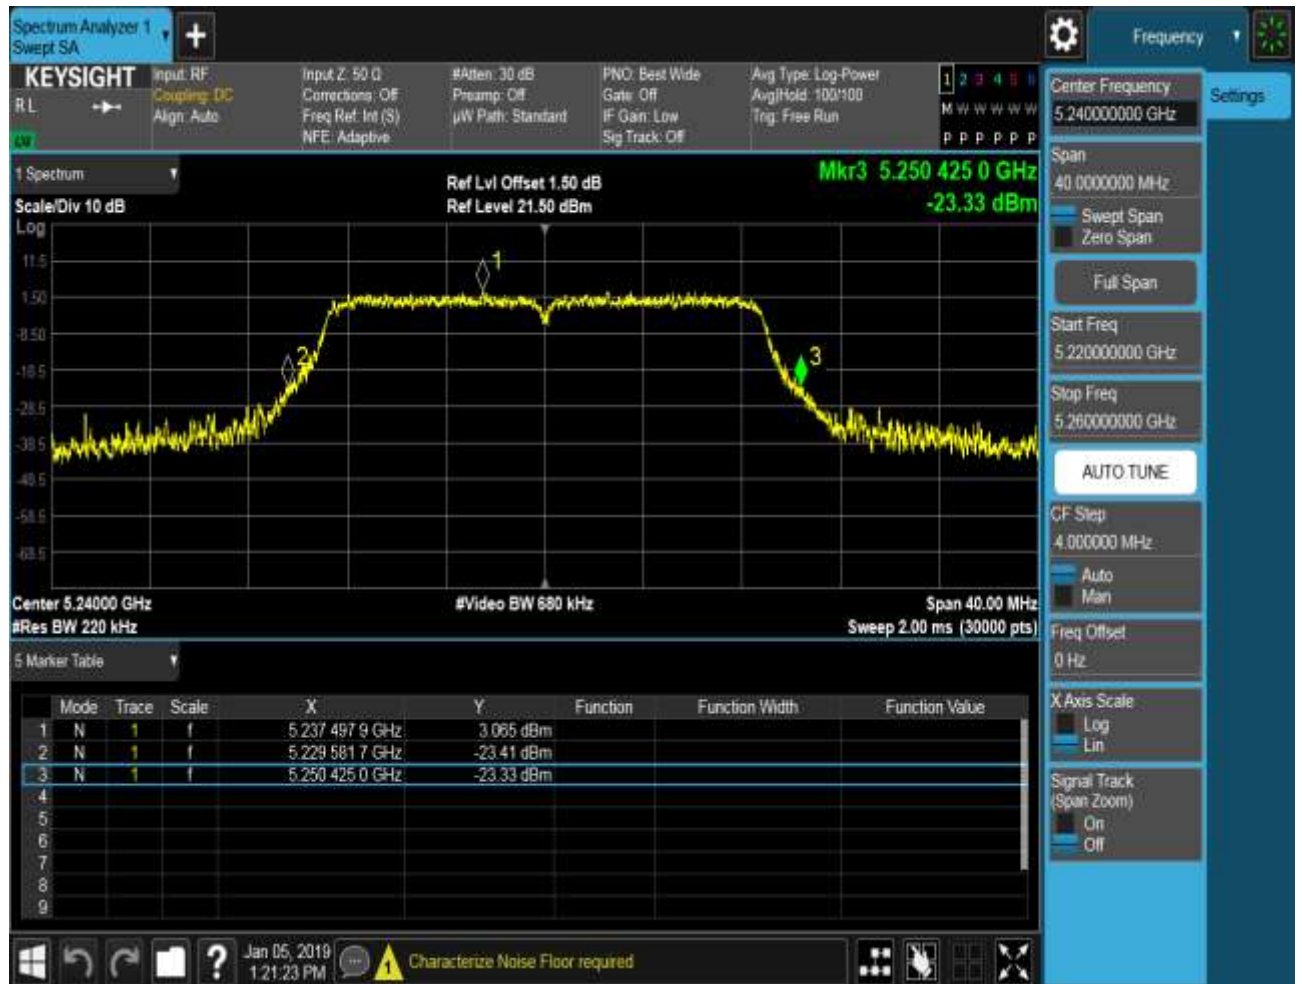 Spectrum Analyzer 1
Swept SA
+
Frequency
KEYSIGHT
R L
Input: RF
Coupling: DC
Align: Auto
Input Z: 50 Ω
Corrections: Off
Freq Ref: Int (S)
NFE: Adaptive
#Atten: 30 dB
Preamp: Off
µW Path: Standard
PNO: Best Wide
Gate: Off
IF Gain: Low
Sig Track: Off
Avg Type: Log-Power
Avg|Hold: 100/100
Trig: Free Run
1 2 3 4 5 6
M W W W W W
P P P P P P
Center Frequency
5.240000000 GHz
Settings
Span
40.0000000 MHz
Swept Span
Zero Span
Full Span
Start Freq
5.220000000 GHz
Stop Freq
5.260000000 GHz
AUTO TUNE
CF Step
4.000000 MHz
Auto
Man
Freq Offset
0 Hz
X Axis Scale
Log
Lin
Signal Track
(Span Zoom)
On
Off
1 Spectrum
Scale/Div 10 dB
Log
Ref Lvl Offset 1.50 dB
Ref Level 21.50 dBm
Mkr3 5.250 425 0 GHz
-23.33 dBm
11.5
1.50
-8.50
-18.5
-28.5
-38.5
-48.5
-58.5
-68.5
1
2
3
Center 5.24000 GHz
#Res BW 220 kHz
#Video BW 680 kHz
Span 40.00 MHz
Sweep 2.00 ms (30000 pts)
5 Marker Table
Mode Trace Scale X Y Function Function Width Function Value
1 N 1 f 5.237 497 9 GHz 3.065 dBm
2 N 1 f 5.229 581 7 GHz -23.41 dBm
3 N 1 f 5.250 425 0 GHz -23.33 dBm
4
5
6
7
8
9
?
Jan 05, 2019
1:21:23 PM
1
Characterize Noise Floor required